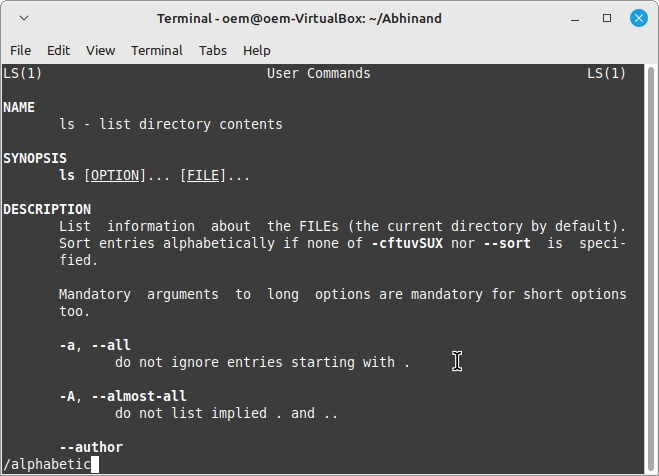 Terminal - oem@oem-VirtualBox: ~/Abhinand
File Edit View Terminal Tabs Help
LS(1) User Commands LS(1)
NAME
ls - list directory contents
SYNOPSIS
ls [OPTION]... [FILE]...
DESCRIPTION
List information about the FILEs (the current directory by default).
Sort entries alphabetically if none of -cftuvSUX nor --sort is speci-
fied.
Mandatory arguments to long options are mandatory for short options
too.
-a, --all
do not ignore entries starting with .
-A, --almost-all
do not list implied . and ..
--author
/alphabetic